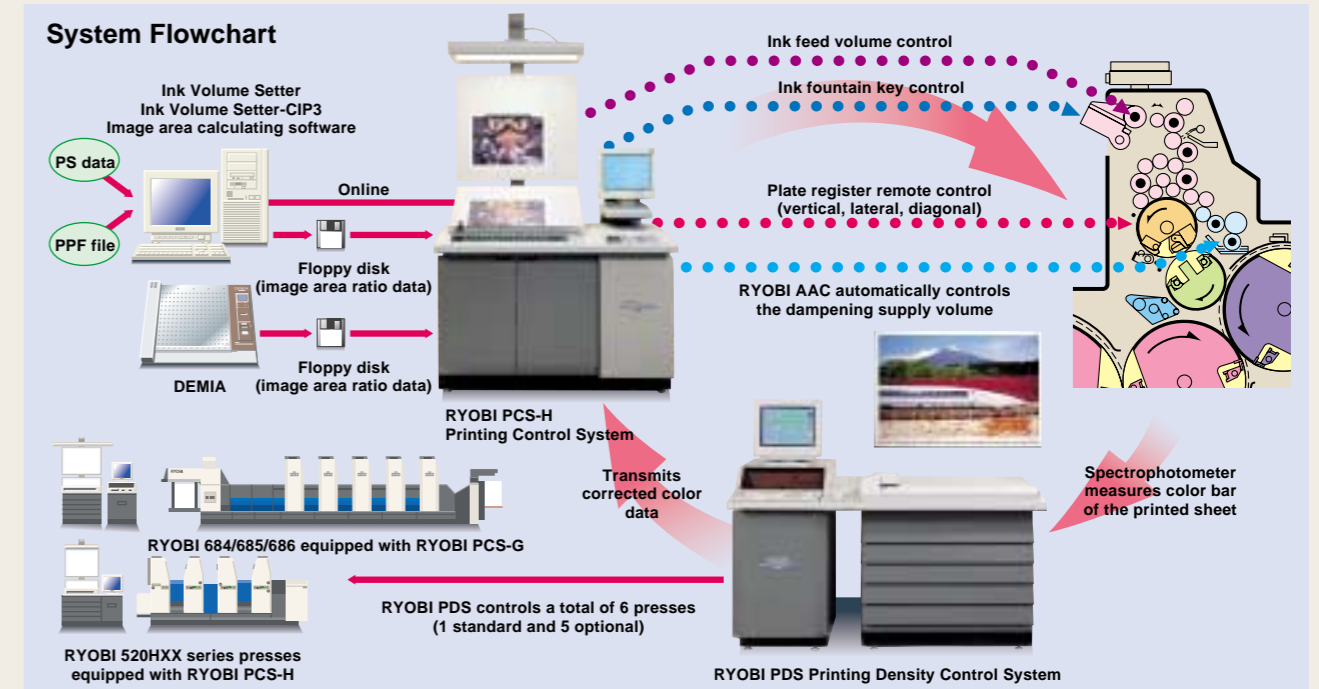 System Flowchart
Ink Volume Setter
Ink Volume Setter-CIP3
Image area calculating software
PS data
PPF file
Online
Floppy disk
(image area ratio data)
DEMIA
Floppy disk
(image area ratio data)
RYOBI PCS-H
Printing Control System
Ink feed volume control
Ink fountain key control
Plate register remote control
(vertical, lateral, diagonal)
RYOBI AAC automatically controls
the dampening supply volume
Transmits
corrected color
data
Spectrophotometer
measures color bar
of the printed sheet
RYOBI
RYOBI 684/685/686 equipped with RYOBI PCS-G
RYOBI PDS controls a total of 6 presses
(1 standard and 5 optional)
RYOBI 520HXX series presses
equipped with RYOBI PCS-H
RYOBI PDS Printing Density Control System